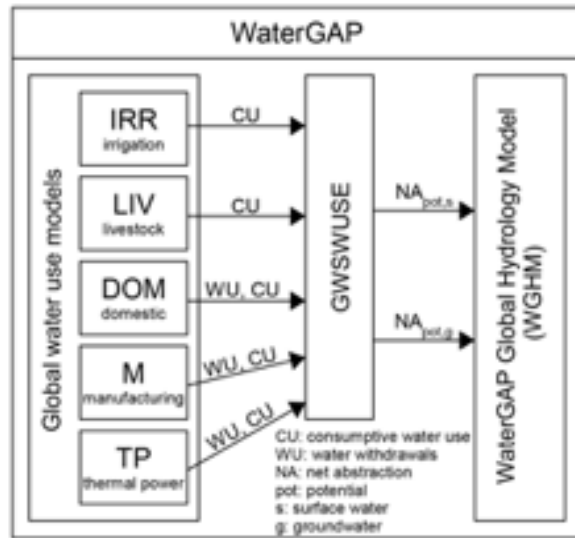 WaterGAP
Global water use models
IRR
irrigation
CU
LIV
livestock
CU
DOM
domestic
WU, CU
M
manufacturing
WU, CU
TP
thermal power
WU, CU
GWSWUSE
NApot,s
NApot,g
WaterGAP Global Hydrology Model
(WGHM)
CU: consumptive water use
WU: water withdrawals
NA: net abstraction
pot: potential
s: surface water
g: groundwater